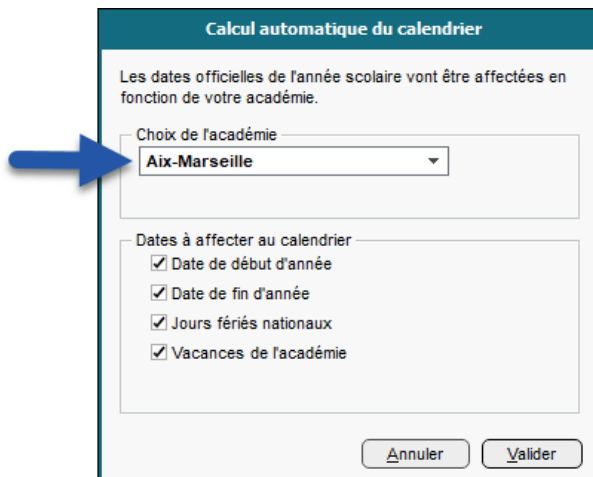 Calcul automatique du calendrier
Les dates officielles de l'année scolaire vont être affectées en
fonction de votre académie.
Choix de l'académie
Aix-Marseille
Dates à affecter au calendrier
Date de début d'année
Date de fin d'année
Jours fériés nationaux
Vacances de l'académie
Annuler Valider